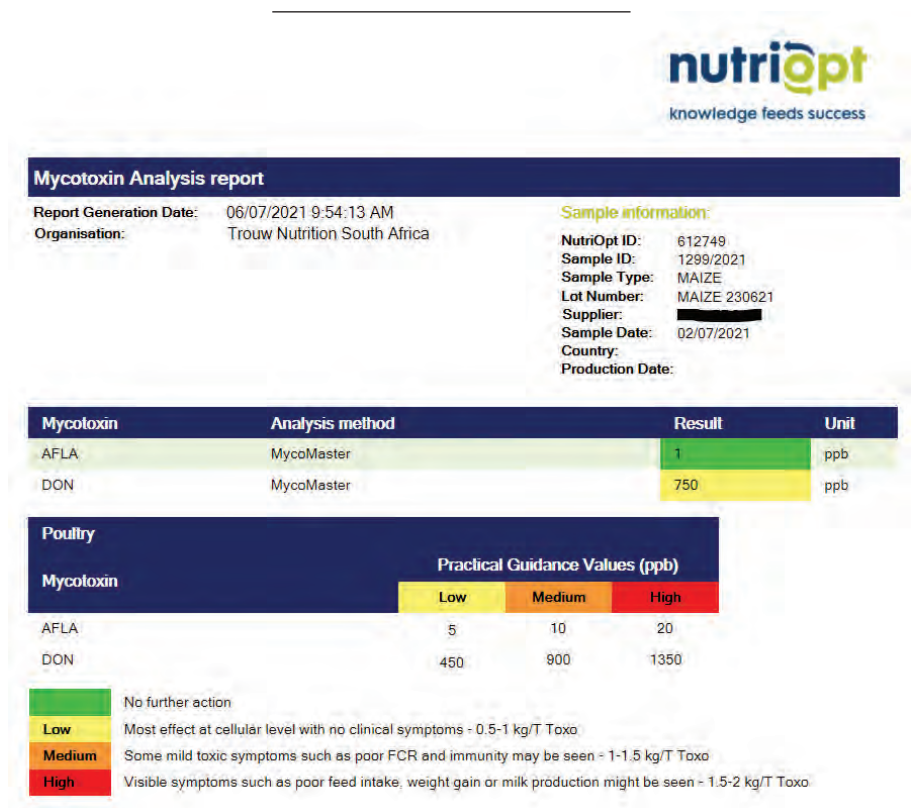 nutriopt
knowledge feeds success
Mycotoxin Analysis report
Report Generation Date: 06/07/2021 9:54:13 AM
Organisation: Trouw Nutrition South Africa
Sample information:
NutriOpt ID: 612749
Sample ID: 1299/2021
Sample Type: MAIZE
Lot Number: MAIZE 230621
Supplier:
Sample Date: 02/07/2021
Country:
Production Date:
Mycotoxin Analysis method Result Unit
AFLA MycoMaster 1 ppb
DON MycoMaster 750 ppb
Poultry
Mycotoxin
Practical Guidance Values (ppb)
Low Medium High
AFLA 5 10 20
DON 450 900 1350
No further action
Low Most effect at cellular level with no clinical symptoms - 0.5-1 kg/T Toxo
Medium Some mild toxic symptoms such as poor FCR and immunity may be seen - 1-1.5 kg/T Toxo
High Visible symptoms such as poor feed intake, weight gain or milk production might be seen - 1.5-2 kg/T Toxo